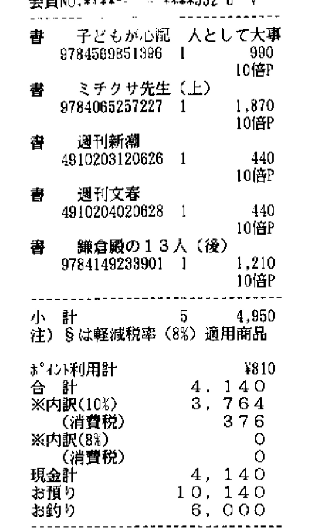 書 子どもが心配 人として大事
9784569851396 1 990
10倍P
書 ミチクサ先生(上)
9784065257227 1 1,870
10倍P
書 週刊新潮
4910203120626 1 440
10倍P
書 週刊文春
4910204020628 1 440
10倍P
書 鎌倉殿の13人(後)
9784149233901 1 1,210
10倍P
小 計 5 4,950
注) §は軽減税率(8%)適用商品
ポイント利用計 ¥810
合 計 4,140
※内訳(10%) 3,764
(消費税) 376
※内訳(8%) 0
(消費税) 0
現金計 4,140
お預り 10,140
お釣り 6,000